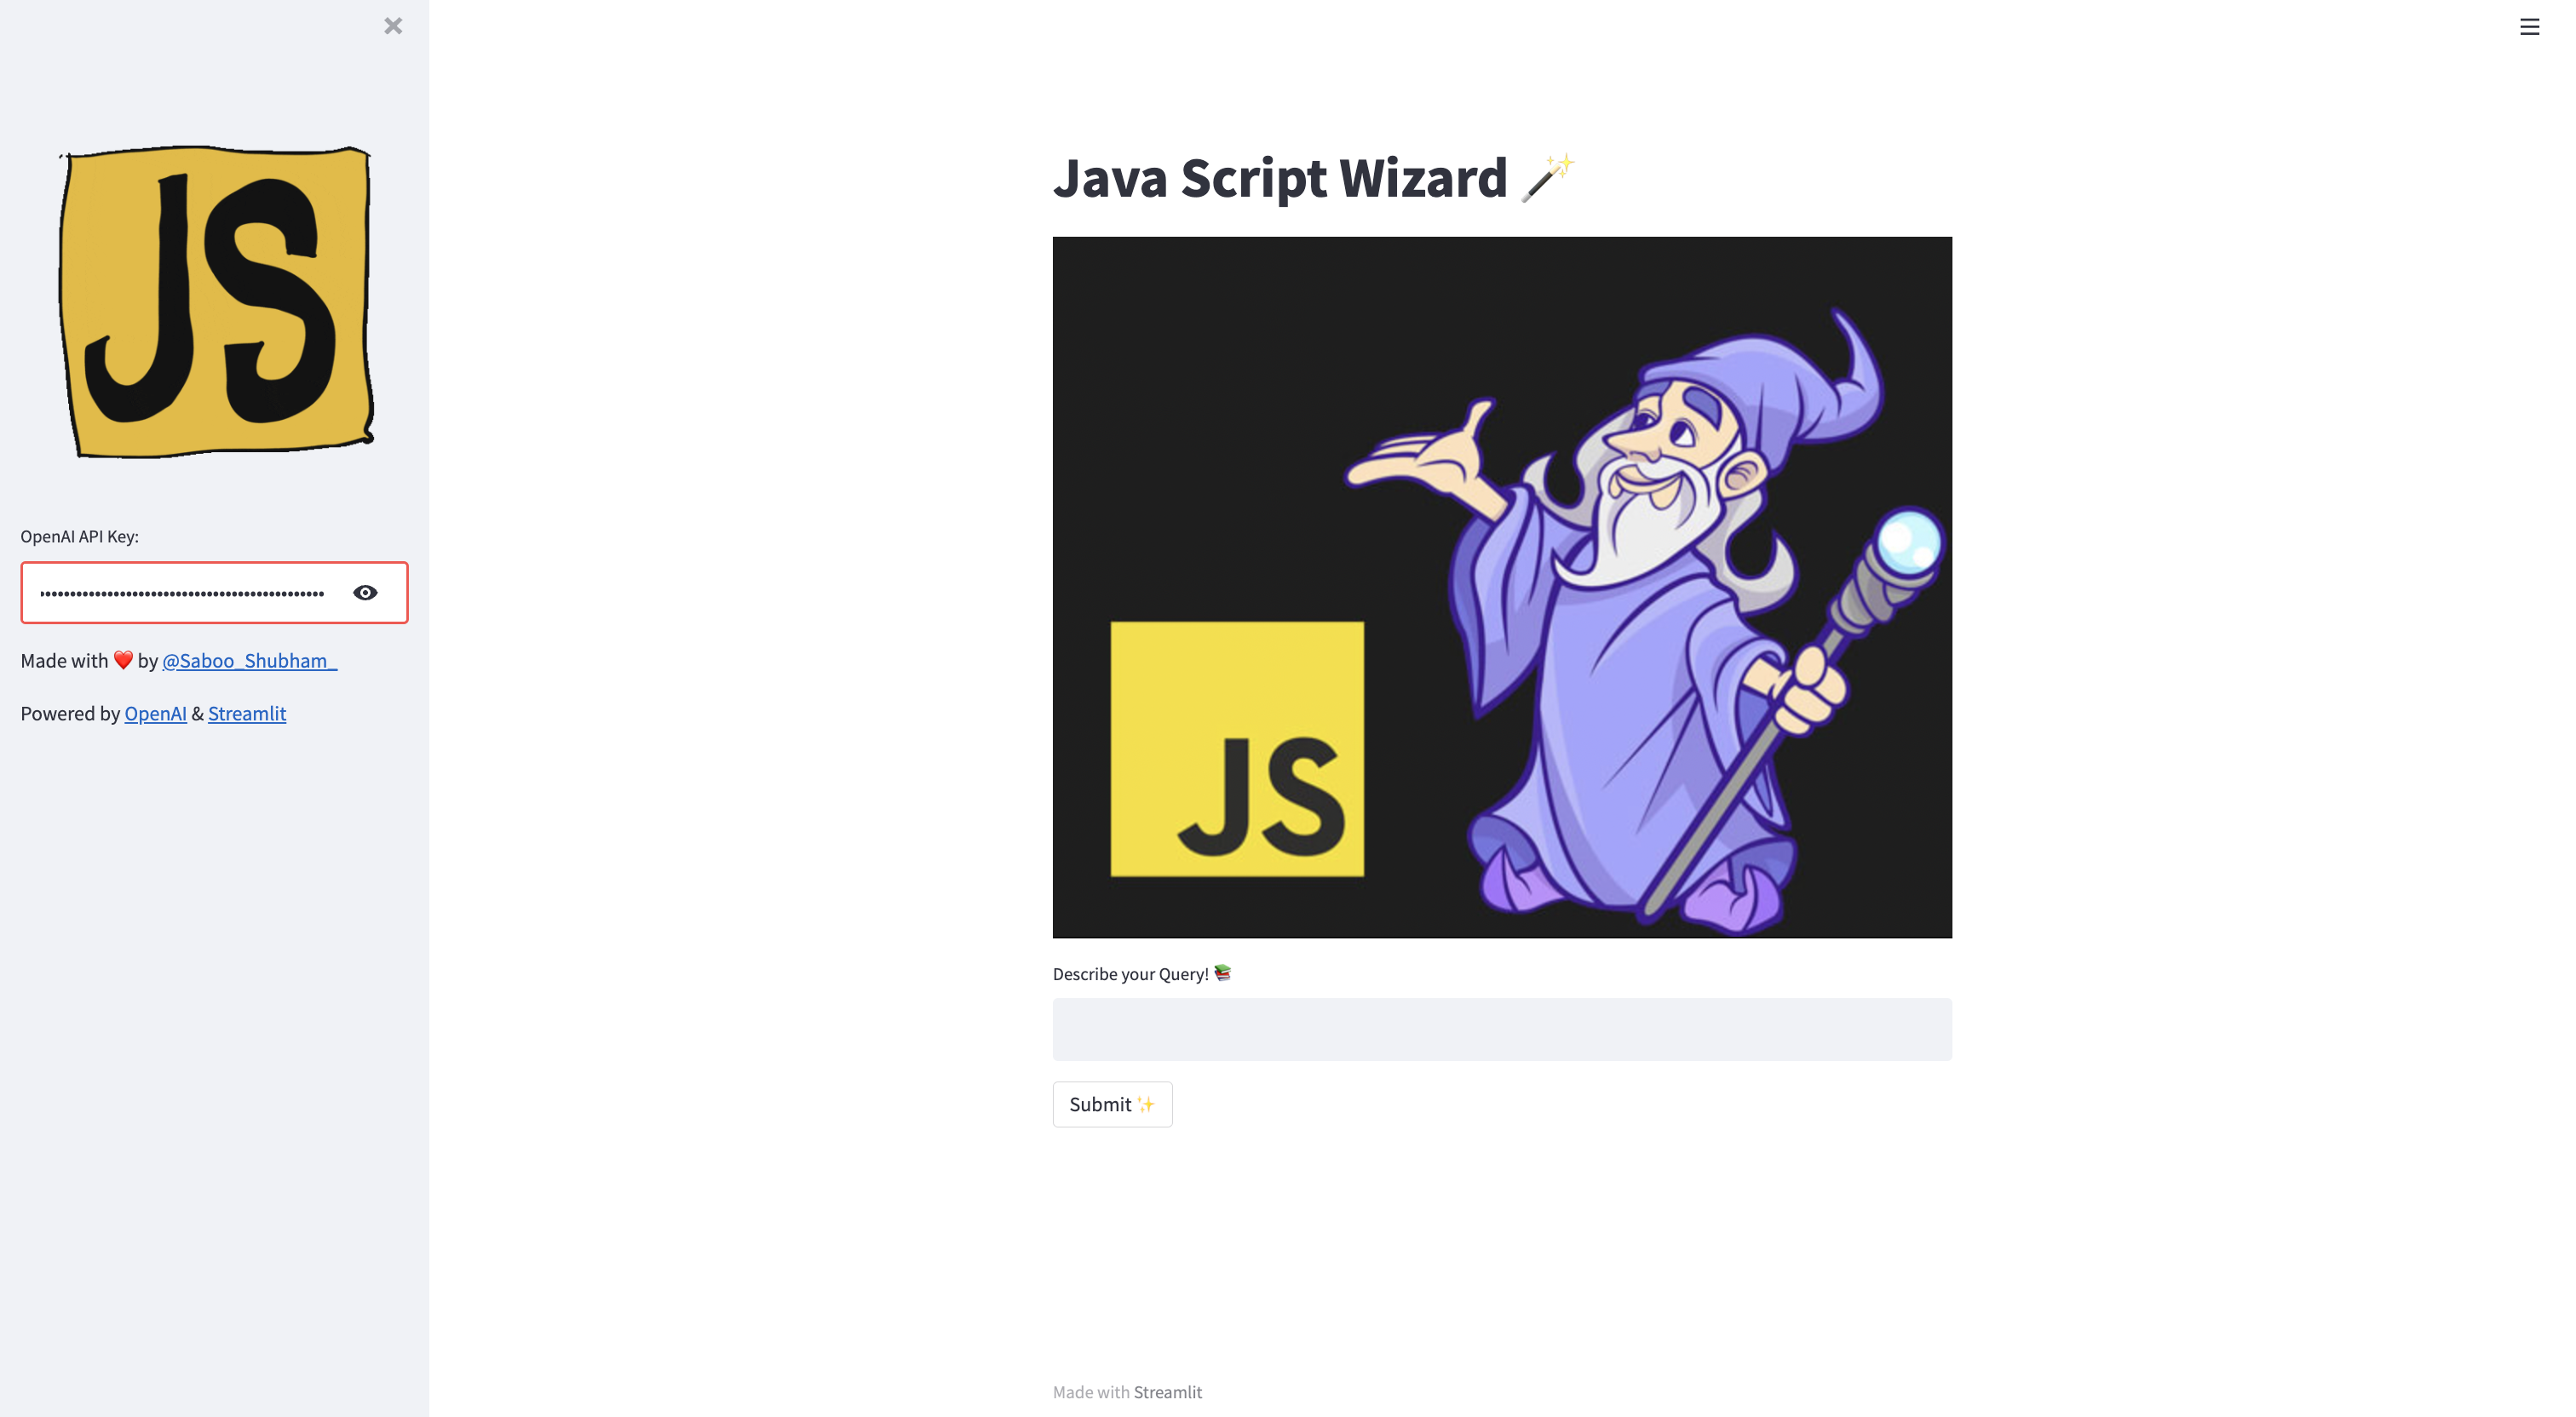 JS
OpenAI API Key:
••••••••••••••••••••••••••••••••••••••••••••••••
Made with ❤️ by @Saboo_Shubham_
Powered by OpenAI & Streamlit
Java Script Wizard 🪄
JS
Describe your Query! 📚
Submit ✨
Made with Streamlit